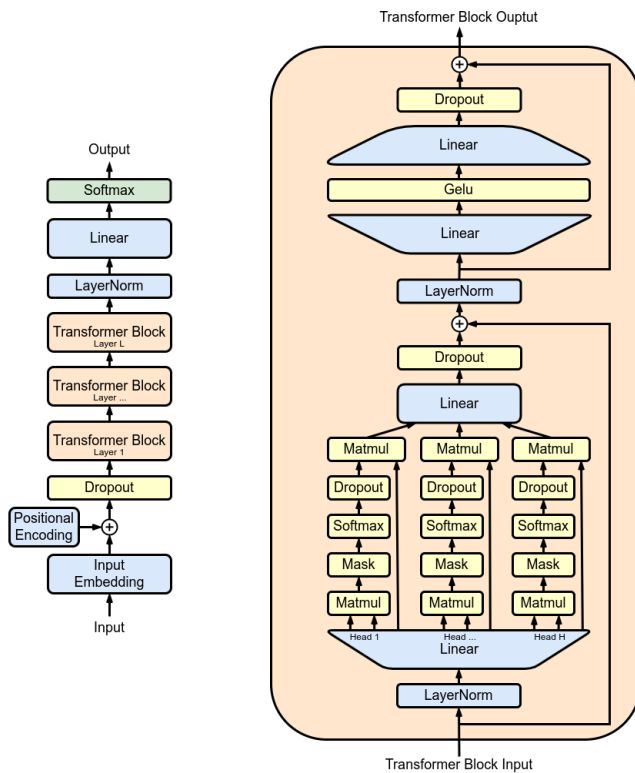 Output
Softmax
Linear
LayerNorm
Transformer Block
Layer L
Transformer Block
Layer ...
Transformer Block
Layer 1
Dropout
Positional
Encoding
Input
Embedding
Input
Transformer Block Ouptut
Dropout
Linear
Gelu
Linear
LayerNorm
Dropout
Linear
Matmul Matmul Matmul
Dropout Dropout Dropout
Softmax Softmax Softmax
Mask Mask Mask
Matmul Matmul Matmul
Head 1 Head ... Head H
Linear
LayerNorm
Transformer Block Input